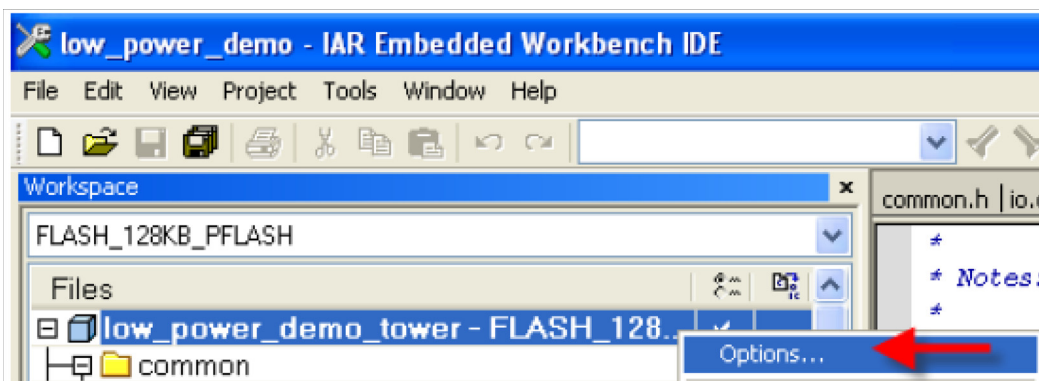 low_power_demo - IAR Embedded Workbench IDE
File Edit View Project Tools Window Help
Workspace
common.h io.
FLASH_128KB_PFLASH
*
Files
* Notes:
*
low_power_demo_tower - FLASH_128...
Options...
common